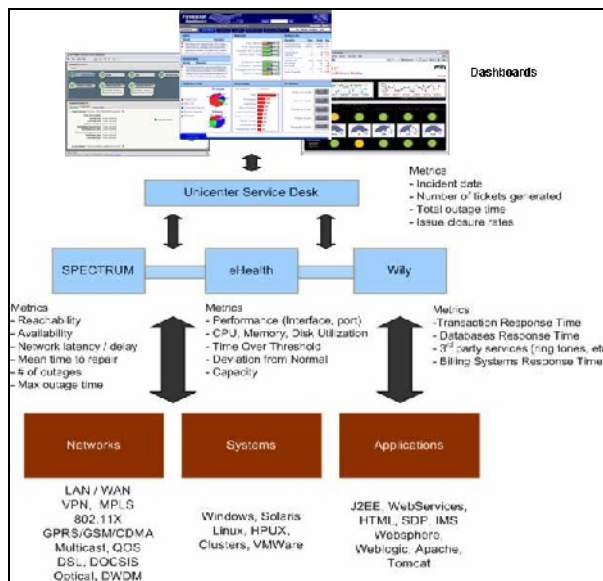 Dashboards
Unicenter Service Desk
Metrics
- Incident date
- Number of tickets generated
- Total outage time
- Issue closure rates
SPECTRUM
eHealth
Wily
Metrics
- Reachability
- Availability
- Network latency / delay
- Mean time to repair
- # of outages
- Max outage time
Metrics
- Performance (Interface, port)
- CPU, Memory, Disk Utilization
- Time Over Threshold
- Deviation from Normal
- Capacity
Metrics
-Transaction Response Time
- Databases Response Time
- 3rd party services (ring tones, etc
- Billing Systems Response Time
Networks
Systems
Applications
LAN / WAN
VPN, MPLS
802.11X
GPRS/GSM/CDMA
Multicast, QOS
DSL, DOCSIS
Optical, DWDM
Windows, Solaris
Linux, HPUX,
Clusters, VMWare
J2EE, WebServices,
HTML, SDP, IMS
Websphere,
Weblogic, Apache,
Tomcat